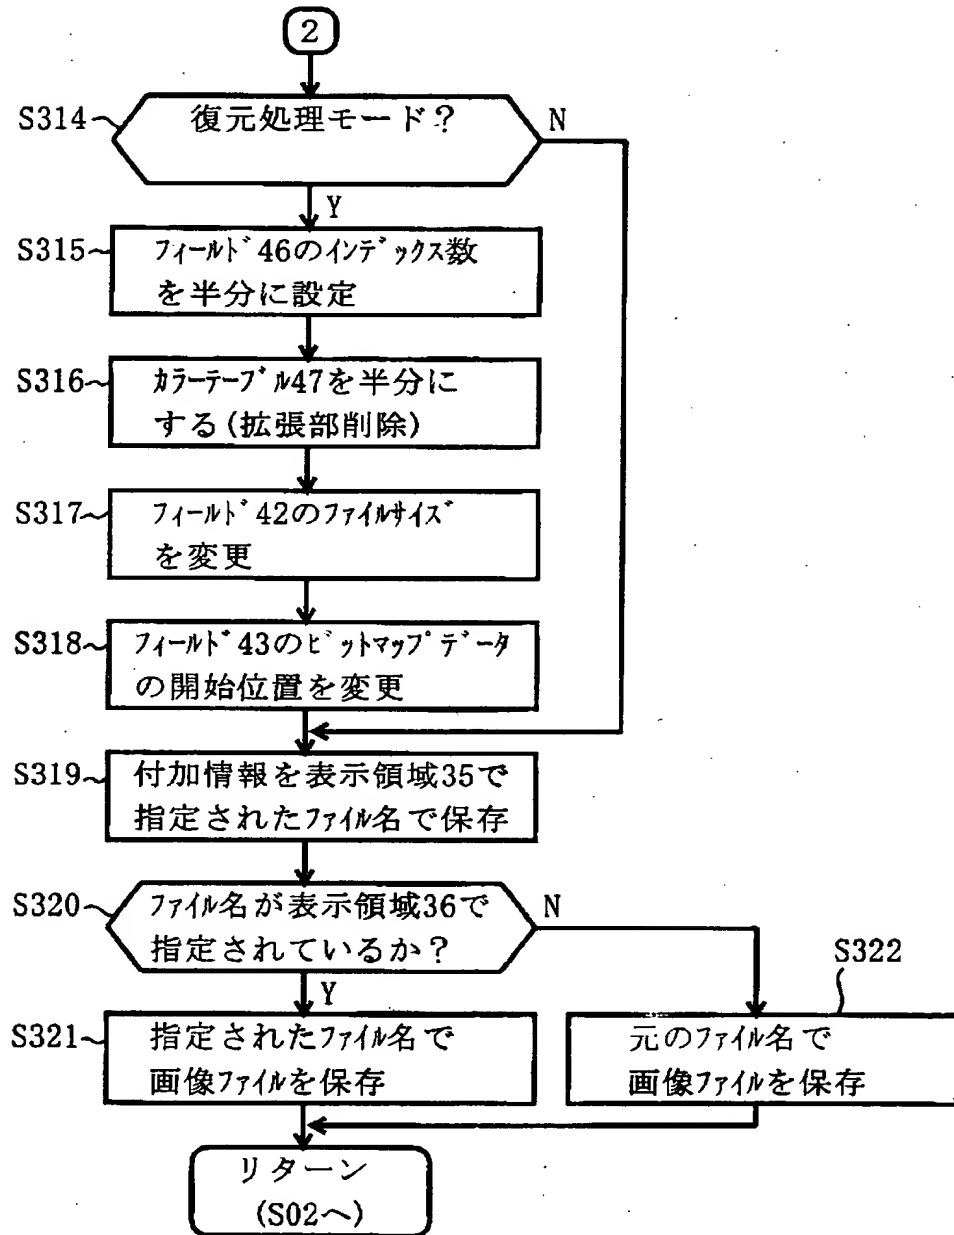 2
S314
復元処理モード?
N
Y
S315
フィールド46のインデックス数
を半分に設定
S316
カラーテーブル47を半分に
する(拡張部削除)
S317
フィールド42のファイルサイズ
を変更
S318
フィールド43のビットマップデータ
の開始位置を変更
S319
付加情報を表示領域35で
指定されたファイル名で保存
S320
ファイル名が表示領域36で
指定されているか?
N
Y
S322
S321
指定されたファイル名で
画像ファイルを保存
元のファイル名で
画像ファイルを保存
リターン
(S02へ)